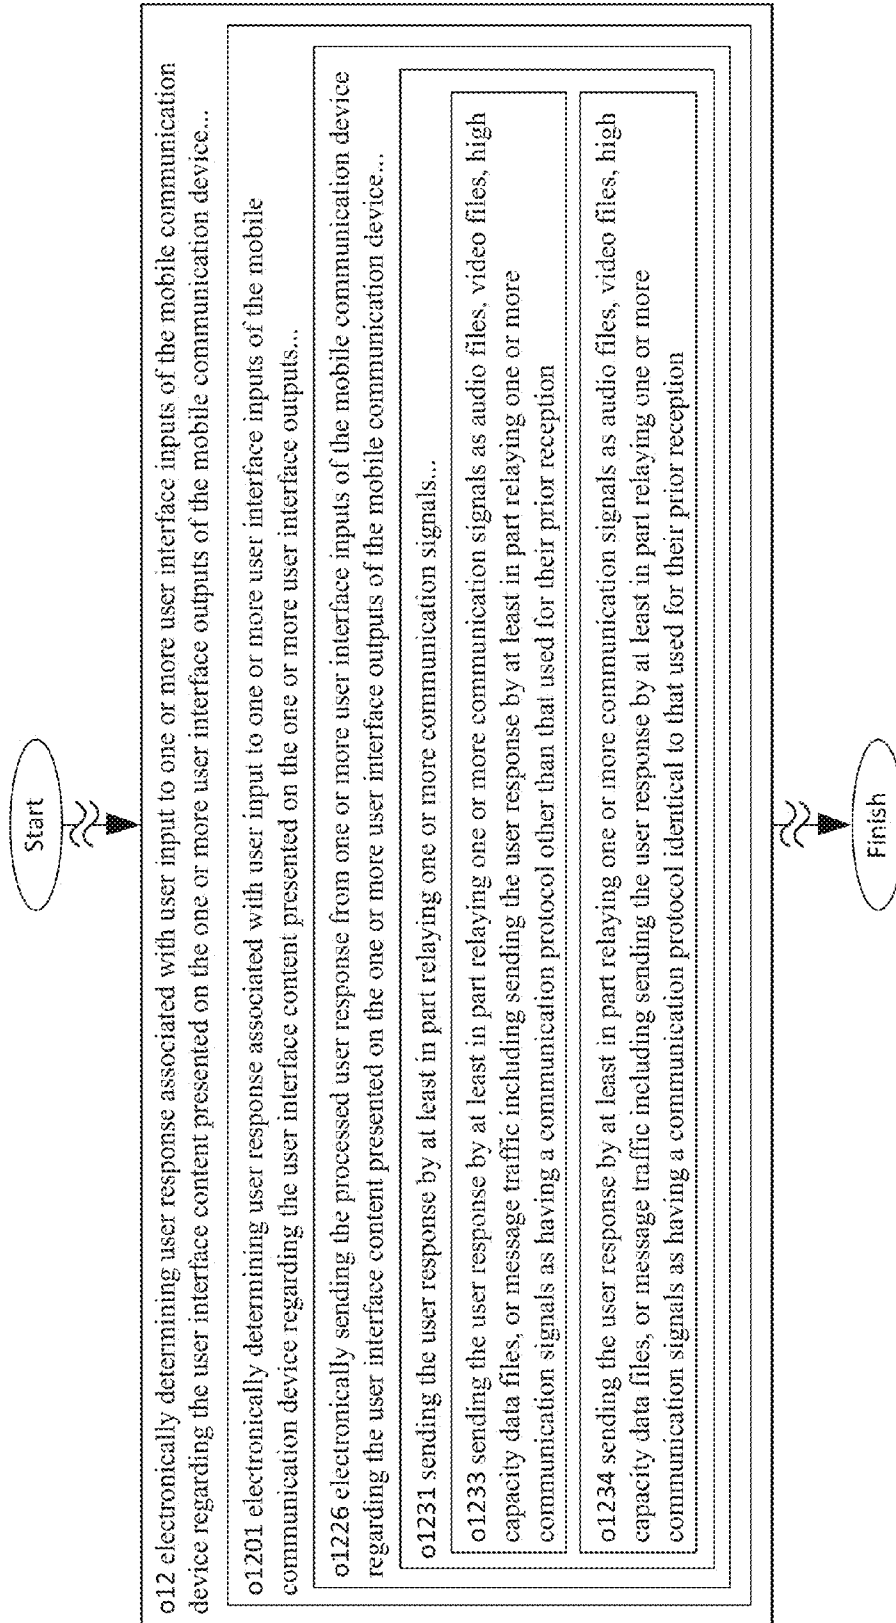 Start
o12 electronically determining user response associated with user input to one or more user interface inputs of the mobile communication
device regarding the user interface content presented on the one or more user interface outputs of the mobile communication device...
o1201 electronically determining user response associated with user input to one or more user interface inputs of the mobile
communication device regarding the user interface content presented on the one or more user interface outputs...
o1226 electronically sending the processed user response from one or more user interface inputs of the mobile communication device
regarding the user interface content presented on the one or more user interface outputs of the mobile communication device...
o1231 sending the user response by at least in part relaying one or more communication signals...
o1233 sending the user response by at least in part relaying one or more communication signals as audio files, video files, high
capacity data files, or message traffic including sending the user response by at least in part relaying one or more
communication signals as having a communication protocol other than that used for their prior reception
o1234 sending the user response by at least in part relaying one or more communication signals as audio files, video files, high
capacity data files, or message traffic including sending the user response by at least in part relaying one or more
communication signals as having a communication protocol identical to that used for their prior reception
Finish